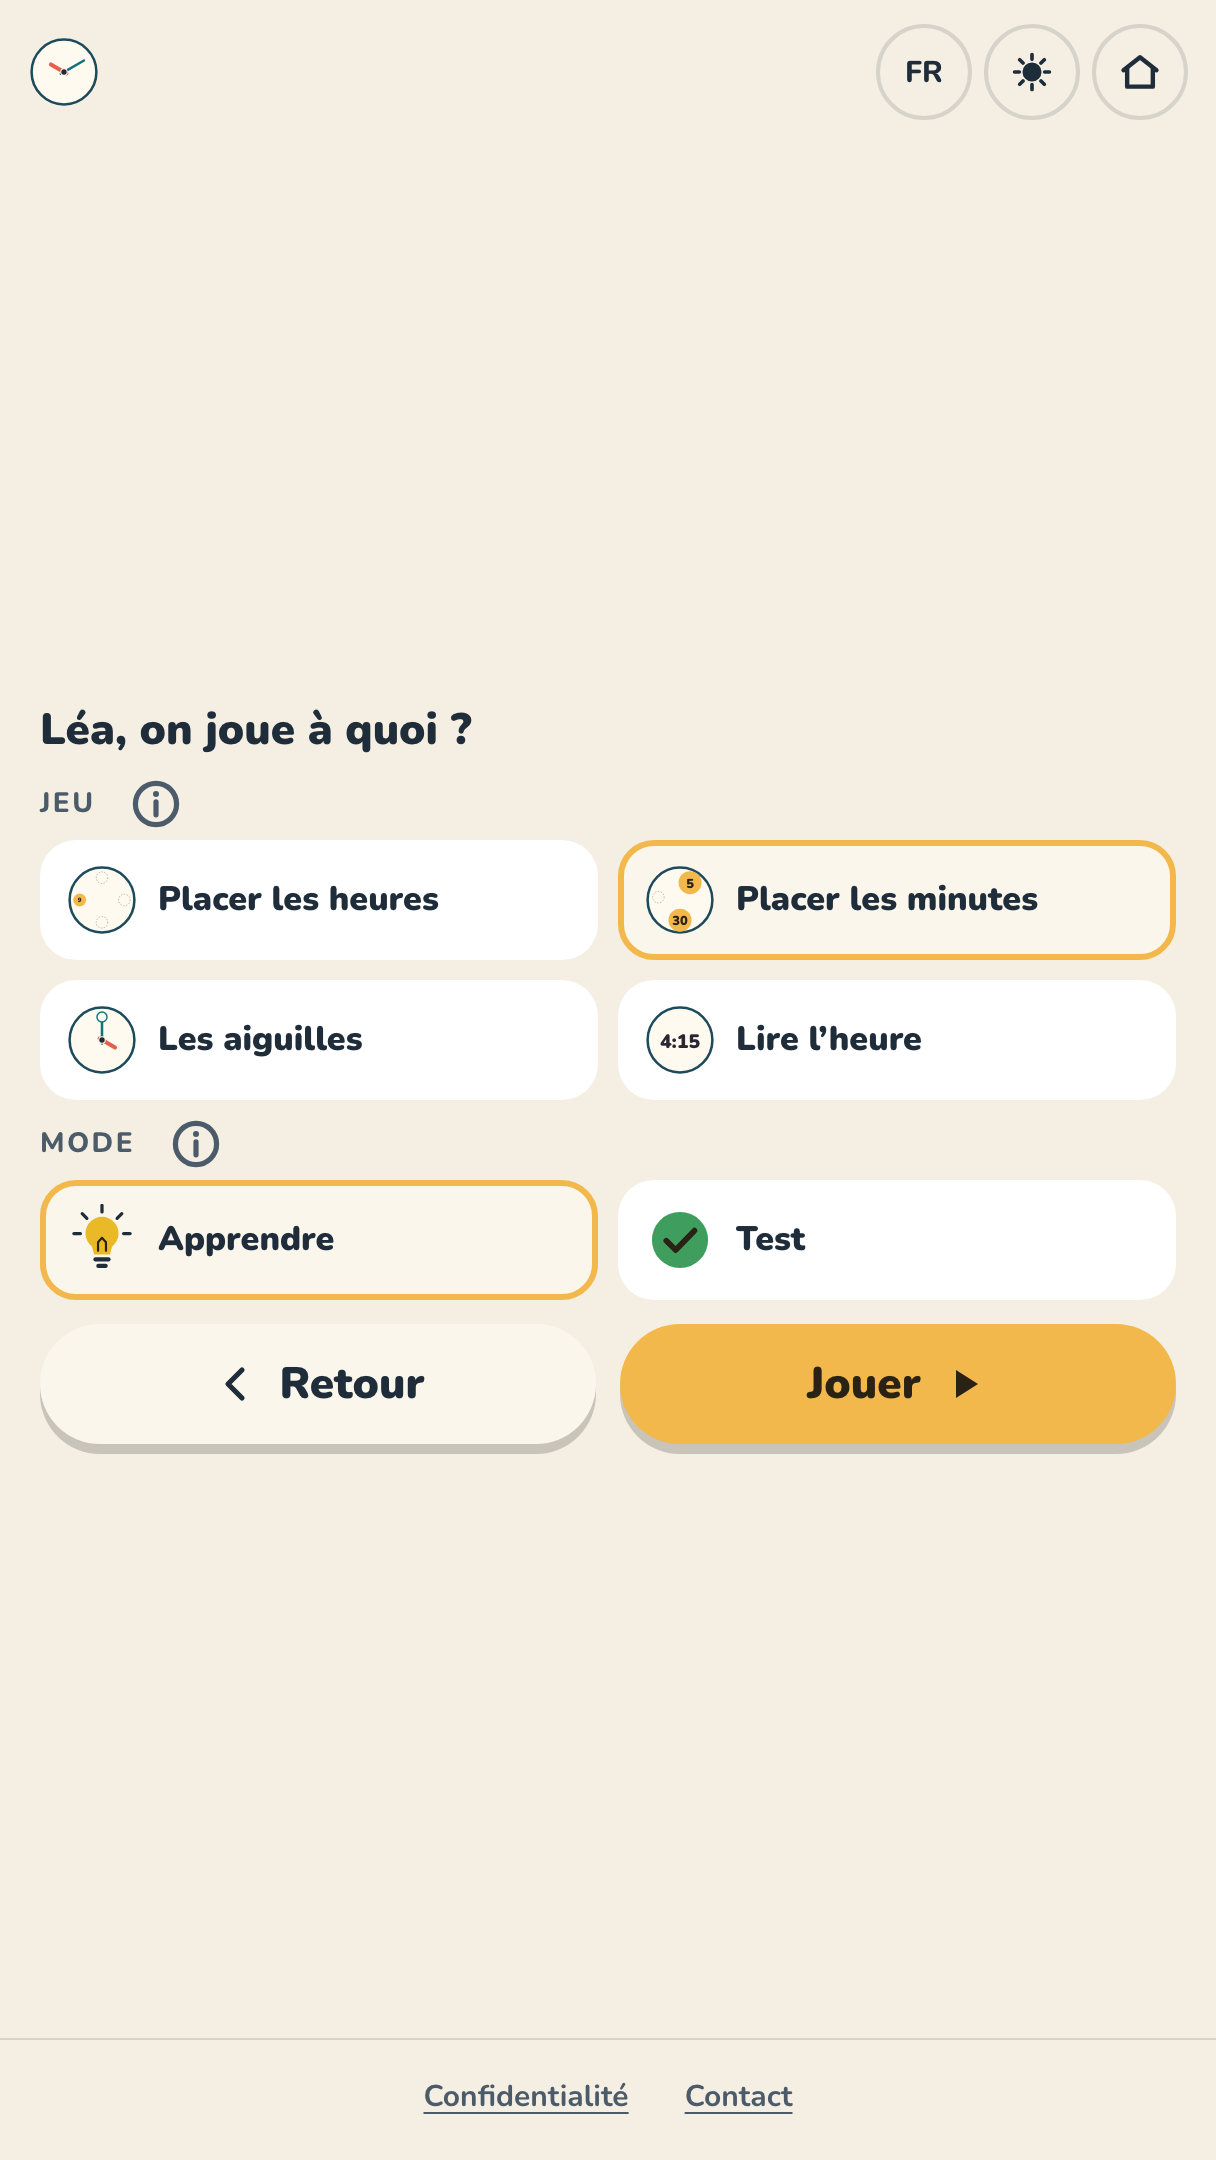 FR
Léa, on joue à quoi ?
JEU
9
Placer les heures
5
30
Placer les minutes
Les aiguilles
4:15
Lire l’heure
MODE
Apprendre
Test
Retour
Jouer
Confidentialité
Contact